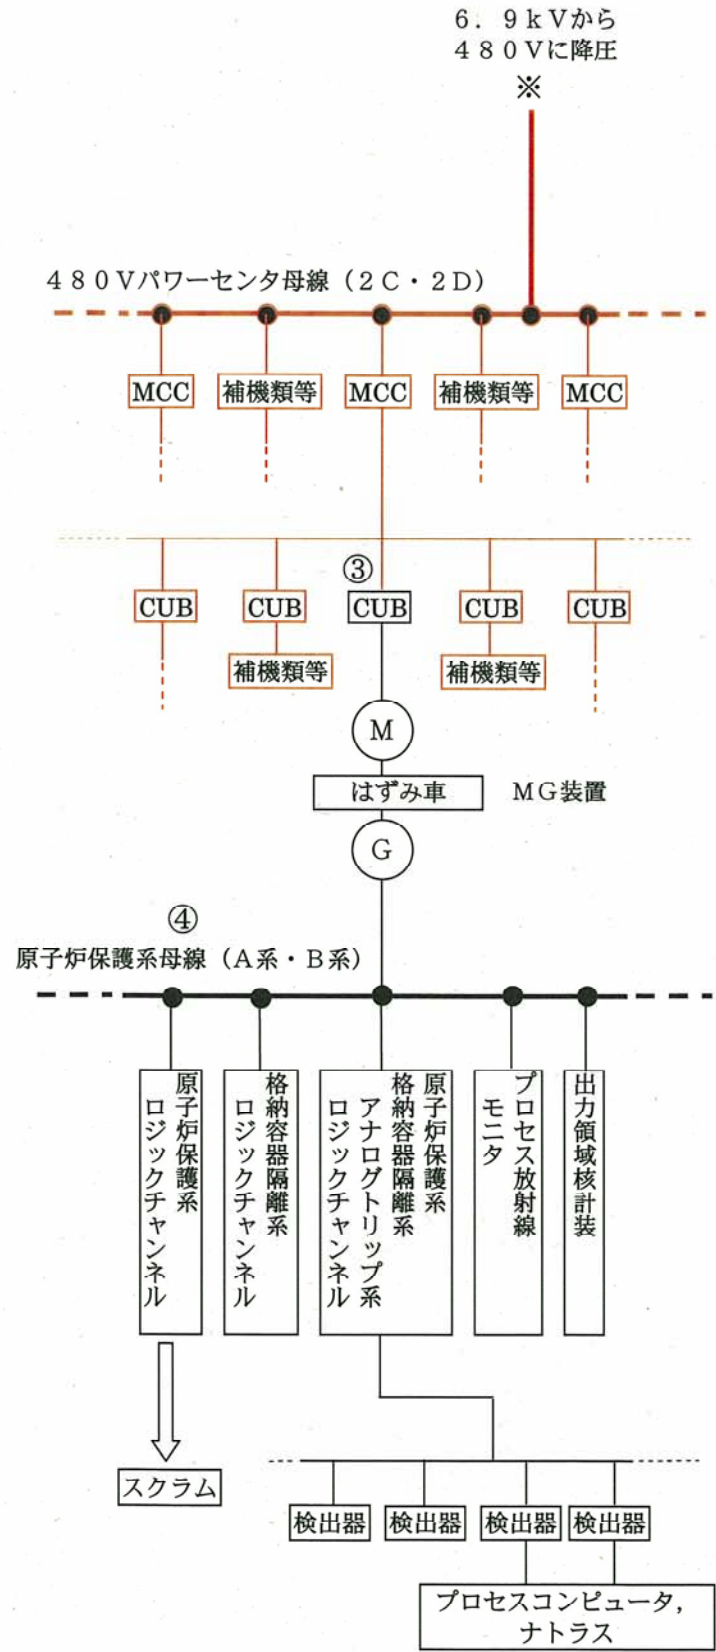 6．9ｋVから
480Vに降圧
※
480Vパワーセンタ母線（2C・2D）
MCC
補機類等
MCC
補機類等
MCC
③
CUB
CUB
CUB
CUB
CUB
補機類等
補機類等
M
はずみ車
MG装置
G
④
原子炉保護系母線（A系・B系）
原子炉保護系
ロジックチャンネル
格納容器隔離系
ロジックチャンネル
原子炉保護系
格納容器隔離系
アナログトリップ系
ロジックチャンネル
プロセス放射線
モニタ
出力領域核計装
スクラム
検出器
検出器
検出器
検出器
プロセスコンピュータ，
ナトラス